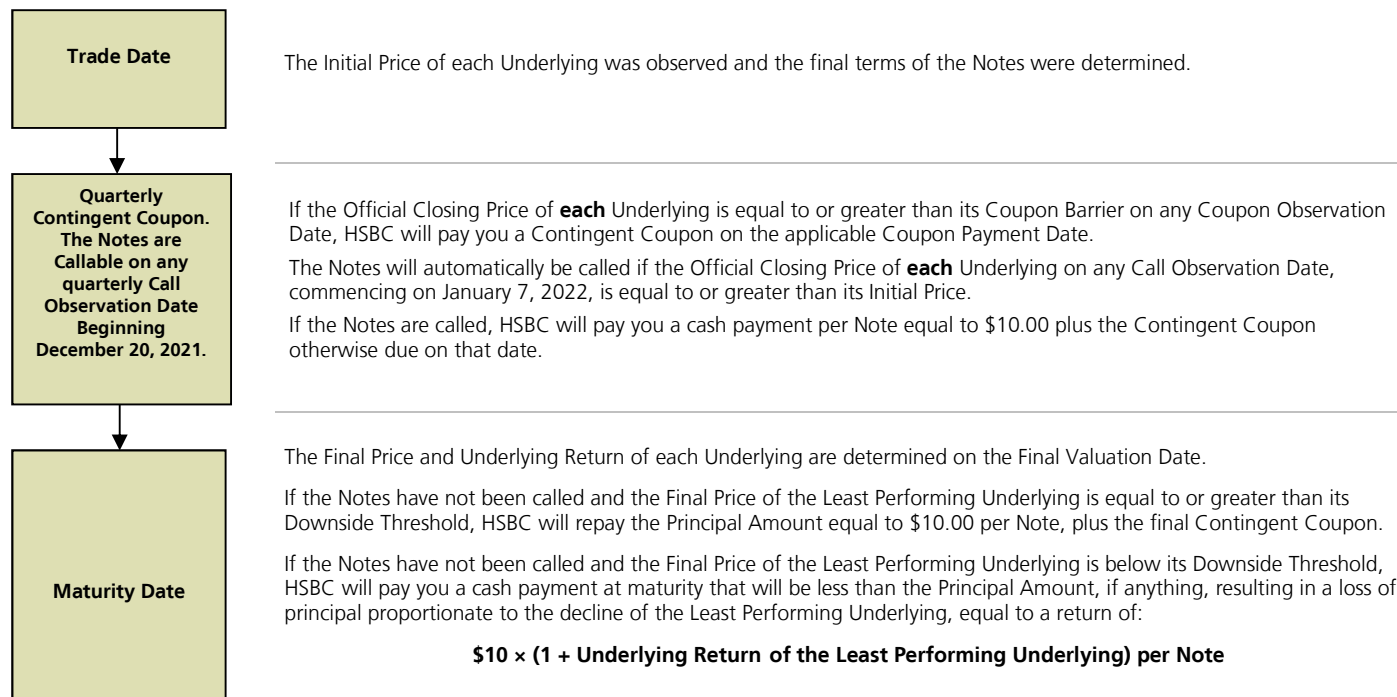 Trade Date
The Initial Price of each Underlying was observed and the final terms of the Notes were determined.
Quarterly
Contingent Coupon.
The Notes are
Callable on any
quarterly Call
Observation Date
Beginning
December 20, 2021.
If the Official Closing Price of each Underlying is equal to or greater than its Coupon Barrier on any Coupon Observation
Date, HSBC will pay you a Contingent Coupon on the applicable Coupon Payment Date.
The Notes will automatically be called if the Official Closing Price of each Underlying on any Call Observation Date,
commencing on January 7, 2022, is equal to or greater than its Initial Price.
If the Notes are called, HSBC will pay you a cash payment per Note equal to $10.00 plus the Contingent Coupon
otherwise due on that date.
Maturity Date
The Final Price and Underlying Return of each Underlying are determined on the Final Valuation Date.
If the Notes have not been called and the Final Price of the Least Performing Underlying is equal to or greater than its
Downside Threshold, HSBC will repay the Principal Amount equal to $10.00 per Note, plus the final Contingent Coupon.
If the Notes have not been called and the Final Price of the Least Performing Underlying is below its Downside Threshold,
HSBC will pay you a cash payment at maturity that will be less than the Principal Amount, if anything, resulting in a loss of
principal proportionate to the decline of the Least Performing Underlying, equal to a return of:
$10 × (1 + Underlying Return of the Least Performing Underlying) per Note